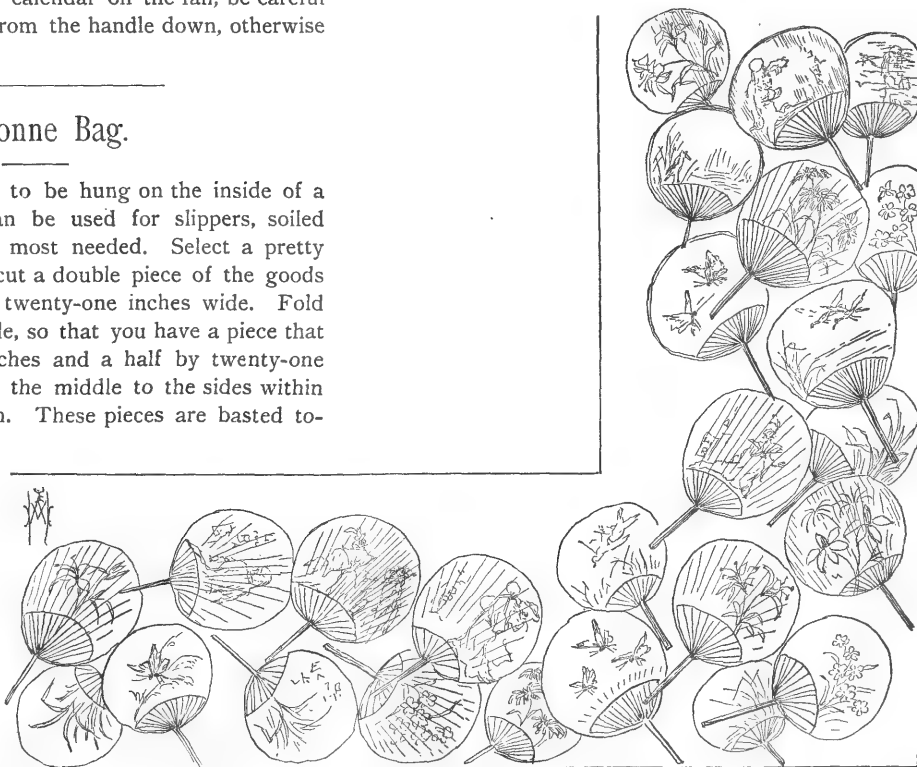 calendar on the fan, be careful
rom the handle down, otherwise
onne Bag.
to be hung on the inside of a
an be used for slippers, soiled
most needed. Select a pretty
cut a double piece of the goods
twenty-one inches wide. Fold
le, so that you have a piece that
ches and a half by twenty-one
the middle to the sides within
n. These pieces are basted to-